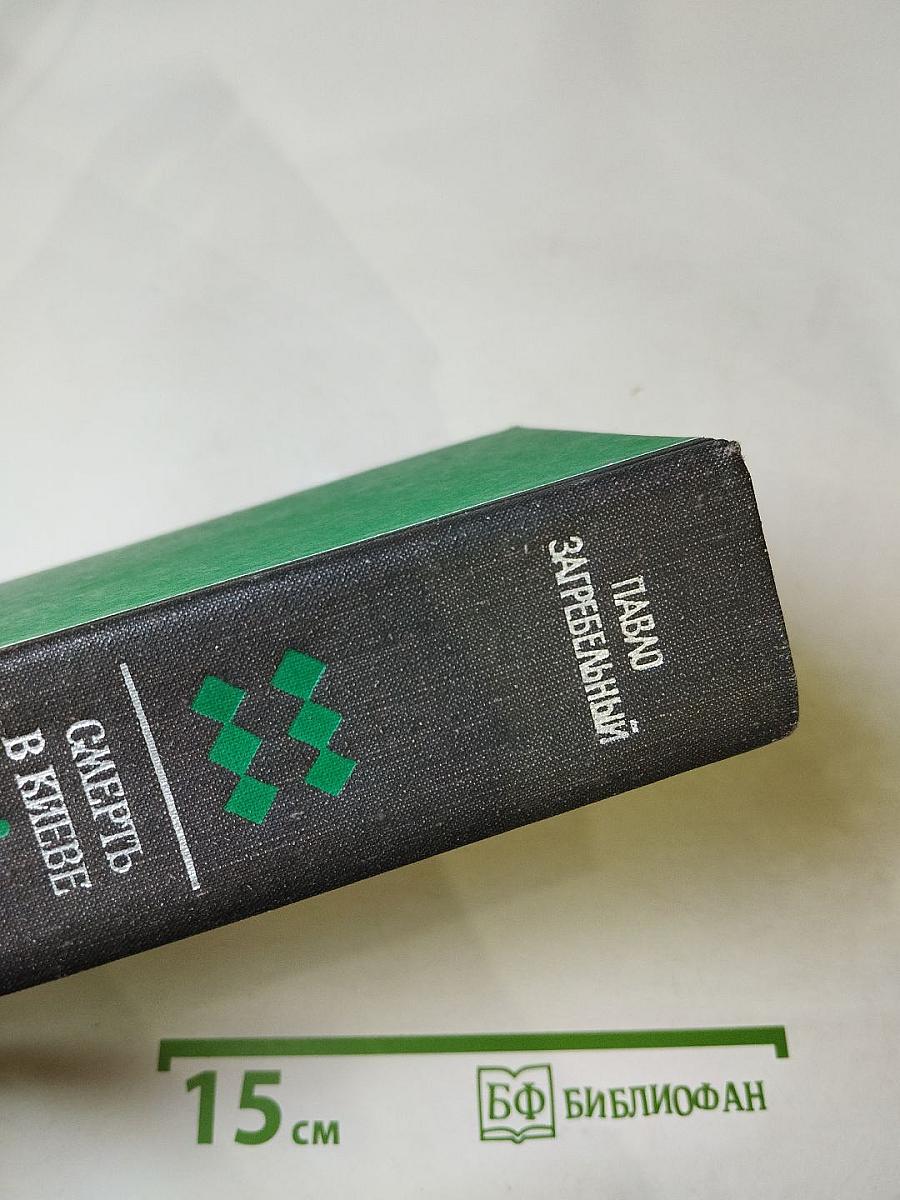 ПАВЛО
ЗАГРЕБЕЛЬНЫЙ
СМЕРТЬ
В КИЕВЕ
15 см
БФ БИБЛИОФАН